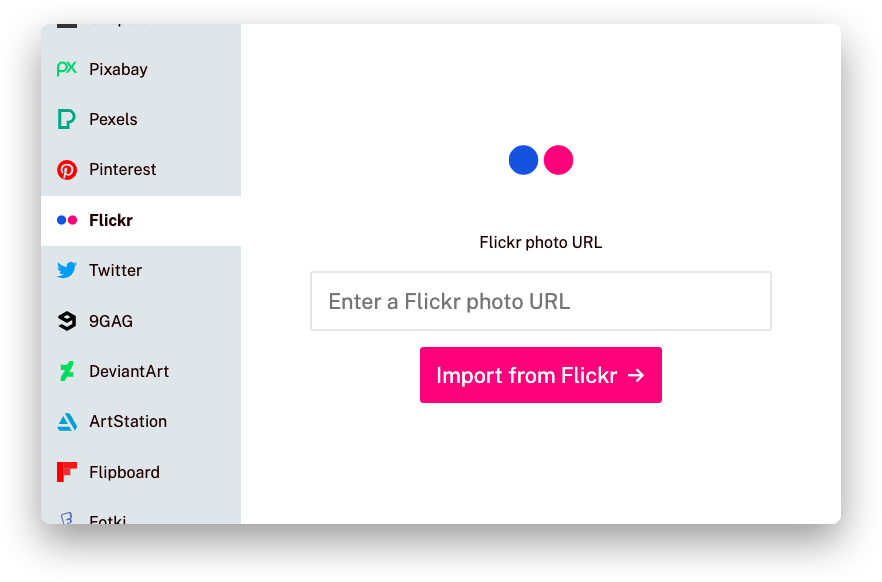 Pixabay
Pexels
Pinterest
Flickr
Twitter
9GAG
DeviantArt
ArtStation
Flipboard
Fotki
Flickr photo URL
Enter a Flickr photo URL
Import from Flickr →